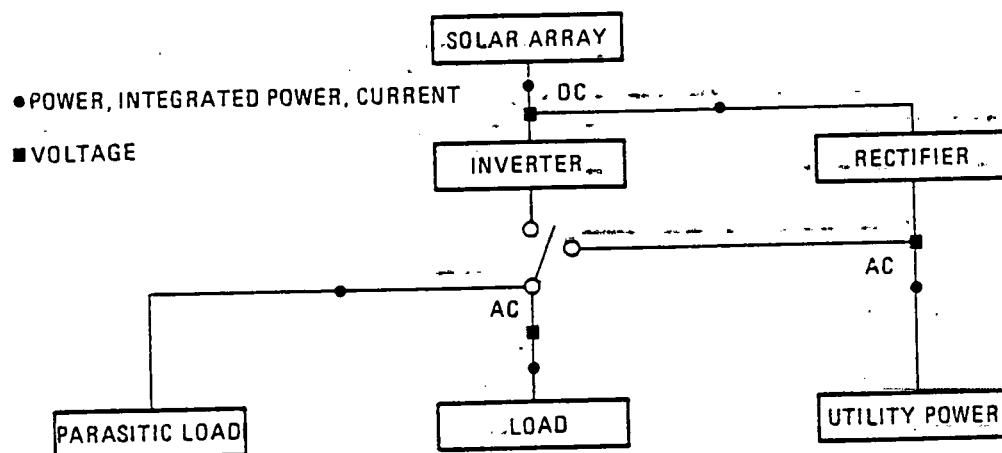 SOLAR ARRAY
● POWER, INTEGRATED POWER, CURRENT
DC
■ VOLTAGE
INVERTER
RECTIFIER
AC
AC
PARASITIC LOAD
LOAD
UTILITY POWER